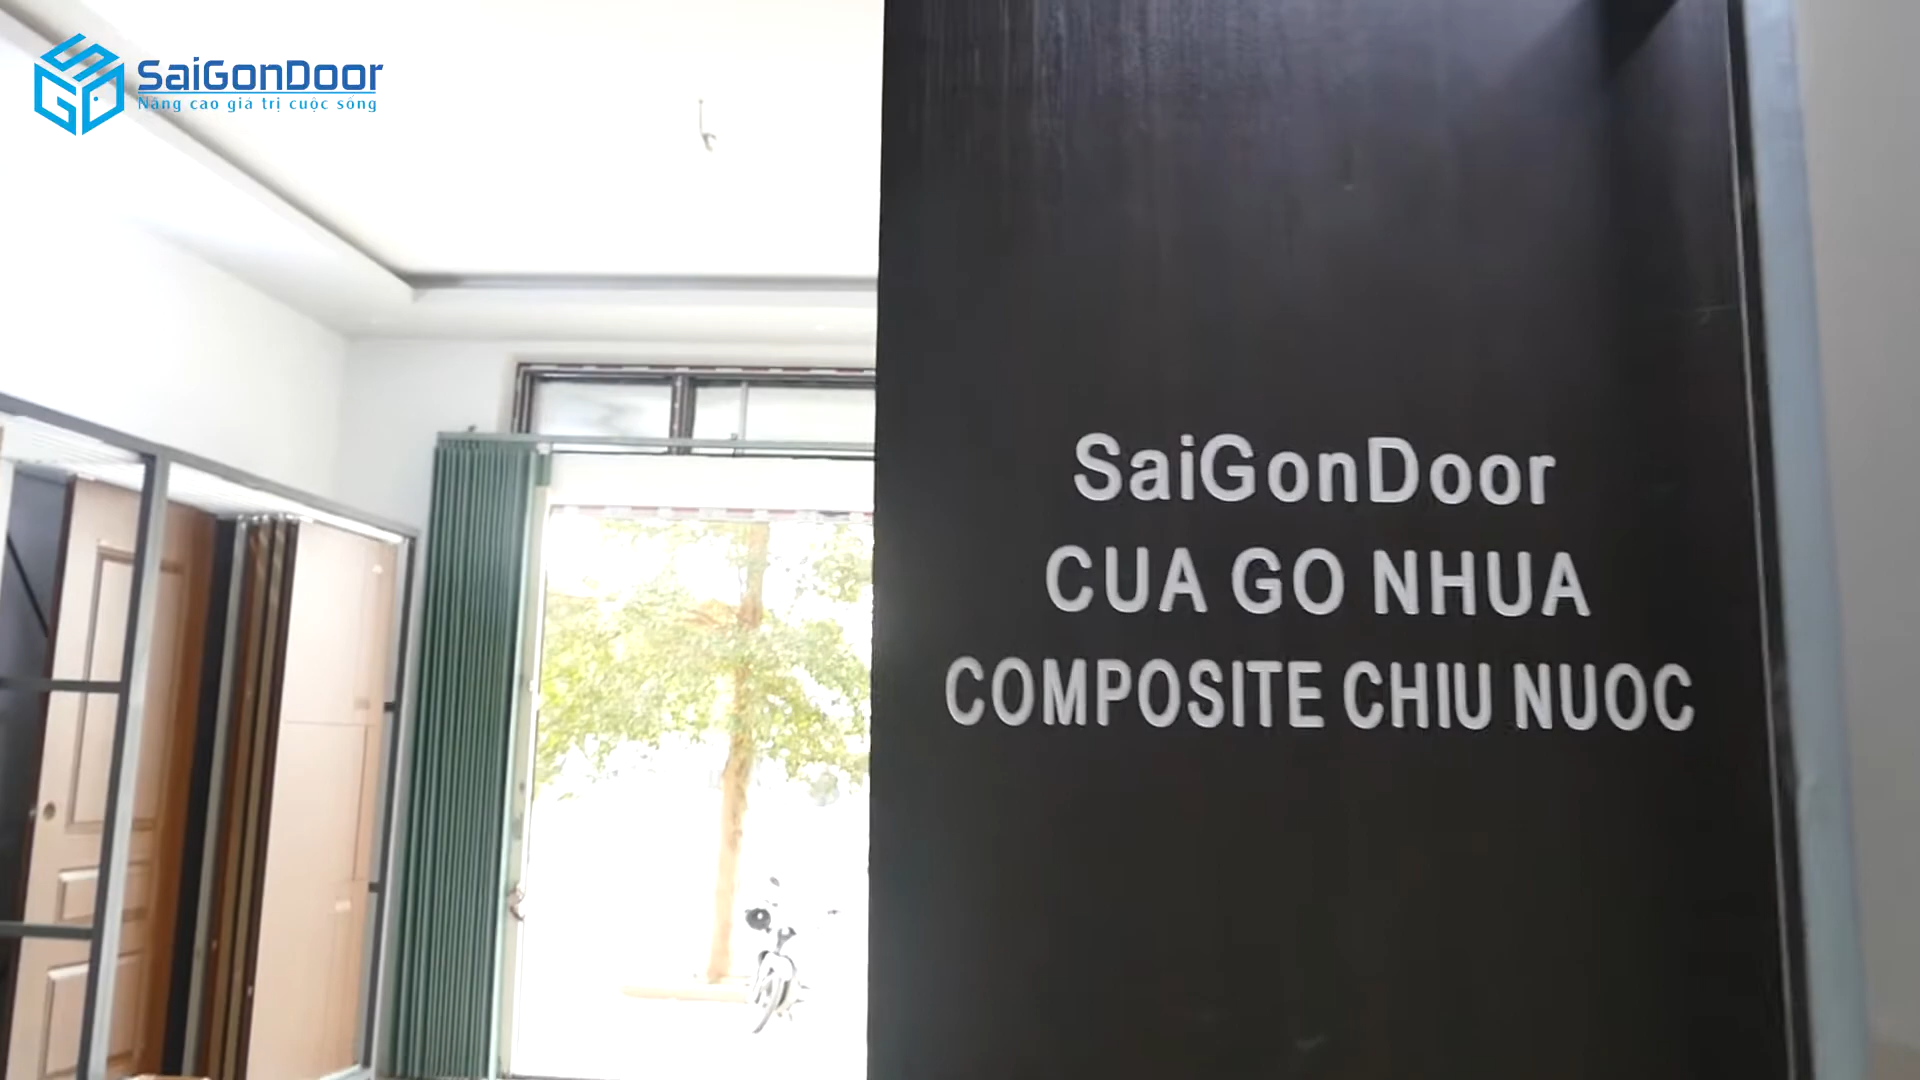 SaiGonDoor
Nâng cao giá trị cuộc sống
SaiGonDoor
CUA GO NHUA
COMPOSITE CHIU NUOC